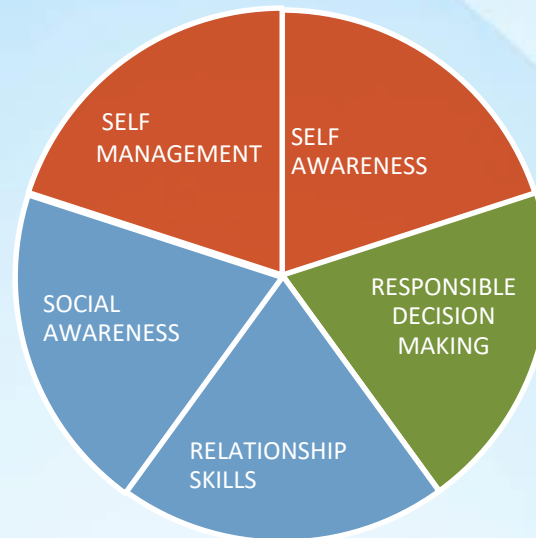 SELF
MANAGEMENT
SELF
AWARENESS
RESPONSIBLE
DECISION
MAKING
SOCIAL
AWARENESS
RELATIONSHIP
SKILLS